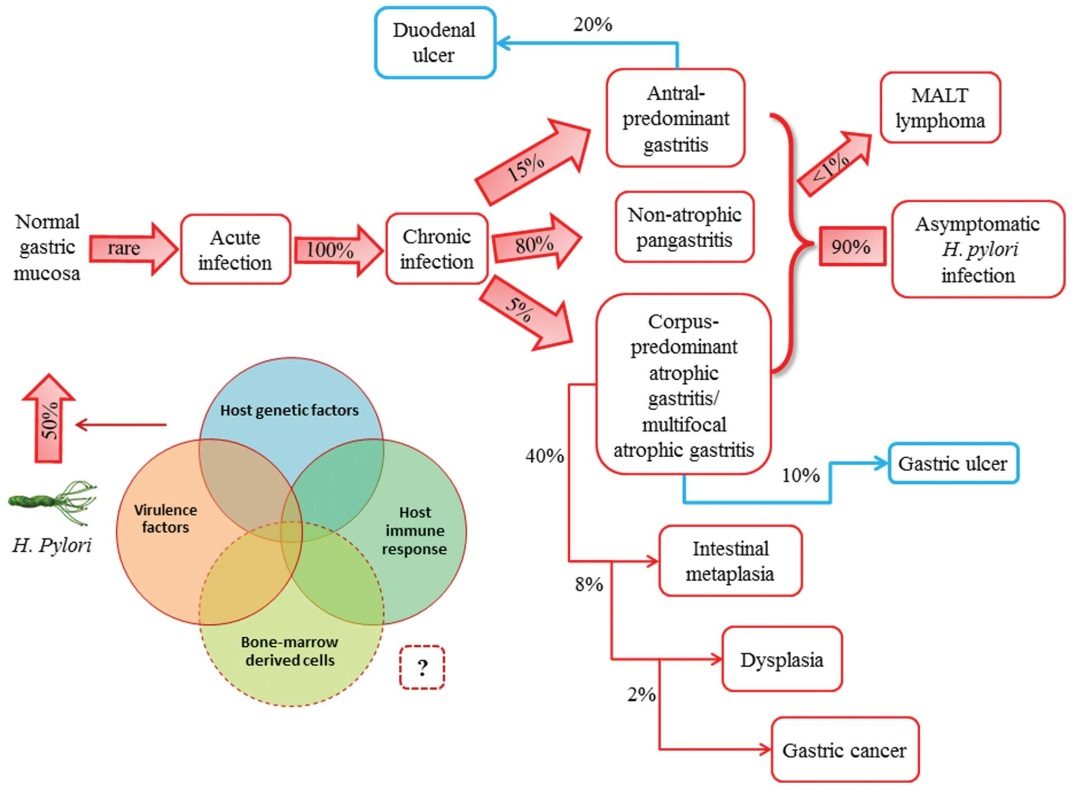 Duodenal
ulcer
20%
Antral-
predominant
gastritis
MALT
lymphoma
15%
<1%
Normal
gastric
mucosa
rare
Acute
infection
100%
Chronic
infection
80%
Non-atrophic
pangastritis
90%
Asymptomatic
H. pylori
infection
5%
Corpus-
predominant
atrophic
gastritis/
multifocal
atrophic gastritis
50%
H. Pylori
Host genetic factors
Virulence
factors
Host
immune
response
Bone-marrow
derived cells
?
40%
10%
Gastric ulcer
Intestinal
metaplasia
8%
Dysplasia
2%
Gastric cancer